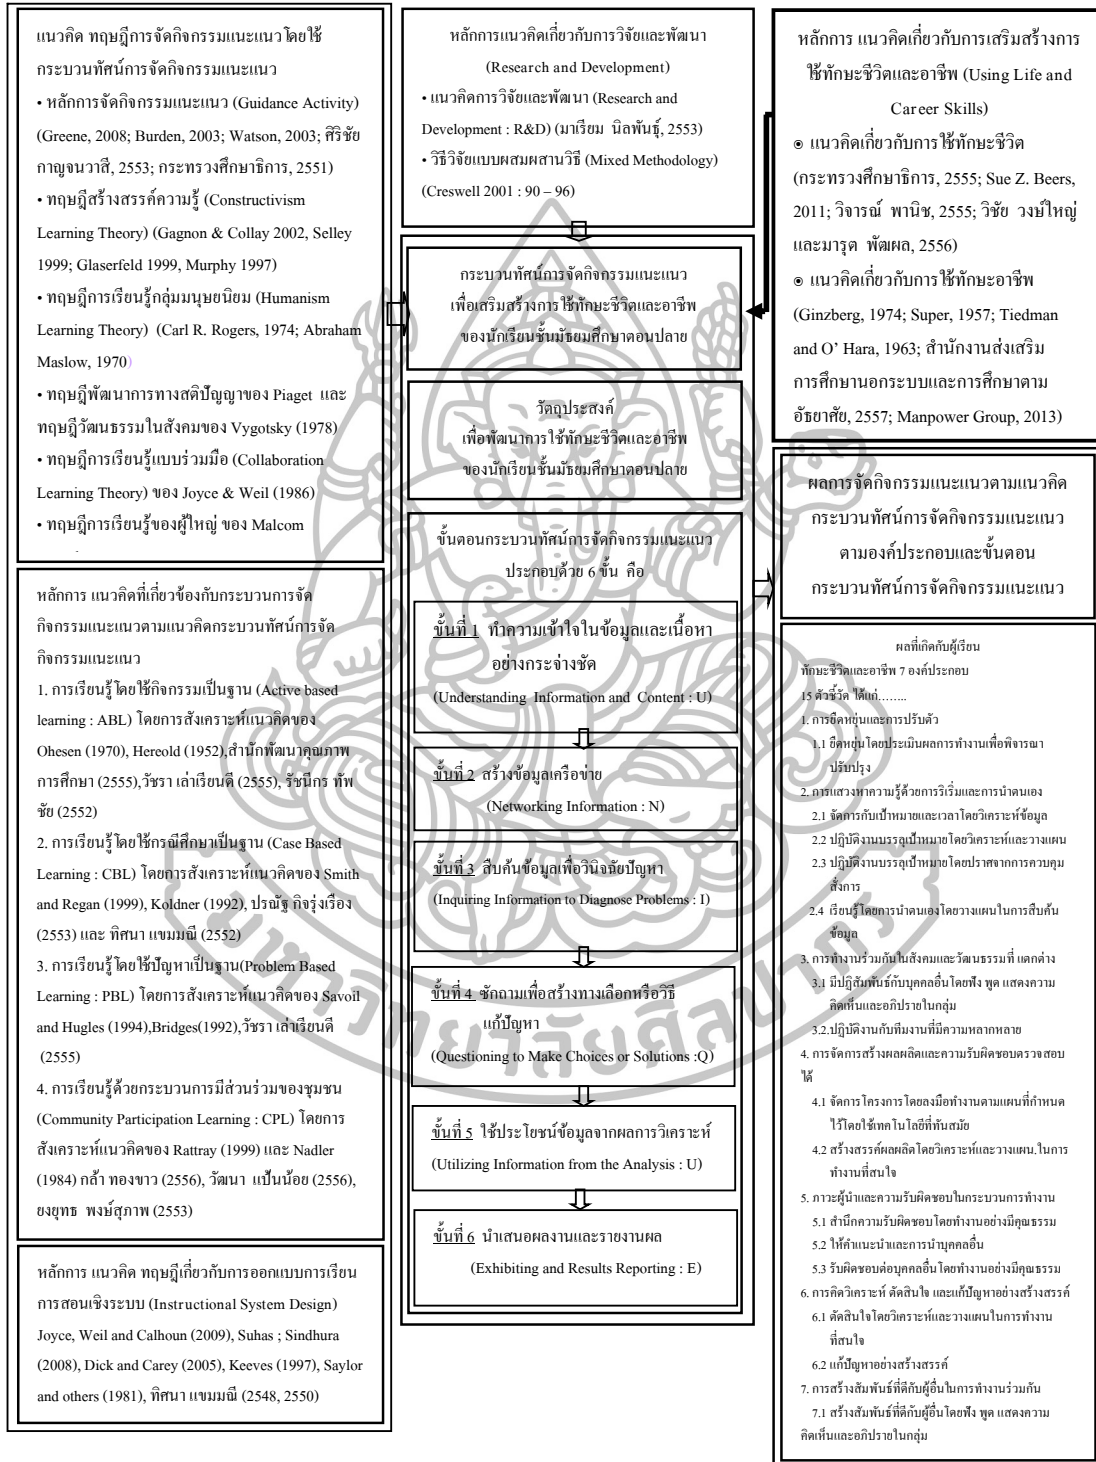 แนวคิด ทฤษฎีการจัดกิจกรรมแนะแนวโดยใช้
กระบวนทัศน์การจัดกิจกรรมแนะแนว
• หลักการจัดกิจกรรมแนะแนว (Guidance Activity)
(Greene, 2008; Burden, 2003; Watson, 2003; ศิริชัย
กาญจนวาสี, 2553; กระทรวงศึกษาธิการ, 2551)
• ทฤษฎีสร้างสรรค์ความรู้ (Constructivism
Learning Theory) (Gagnon & Collay 2002, Selley
1999; Glaserfeld 1999, Murphy 1997)
• ทฤษฎีการเรียนรู้กลุ่มมนุษยนิยม (Humanism
Learning Theory) (Carl R. Rogers, 1974; Abraham
Maslow, 1970)
• ทฤษฎีพัฒนาการทางสติปัญญาของ Piaget และ
ทฤษฎีวัฒนธรรมในสังคมของ Vygotsky (1978)
• ทฤษฎีการเรียนรู้แบบร่วมมือ (Collaboration
Learning Theory) ของ Joyce & Weil (1986)
• ทฤษฎีการเรียนรู้ของผู้ใหญ่ ของ Malcom
หลักการ แนวคิดที่เกี่ยวข้องกับกระบวนการจัด
กิจกรรมแนะแนวตามแนวคิดกระบวนทัศน์การจัด
กิจกรรมแนะแนว
1. การเรียนรู้โดยใช้กิจกรรมเป็นฐาน (Active based
learning : ABL) โดยการสังเคราะห์แนวคิดของ
Ohesen (1970), Hereold (1952),สำนักพัฒนาคุณภาพ
การศึกษา (2555),วัชรา เล่าเรียนดี (2555), รัชนีกร ทัพ
ชัย (2552)
2. การเรียนรู้โดยใช้กรณีศึกษาเป็นฐาน (Case Based
Learning : CBL) โดยการสังเคราะห์แนวคิดของ Smith
and Regan (1999), Koldner (1992), ปรณัฐ กิจรุ่งเรือง
(2553) และ ทิศนา แขมมณี (2552)
3. การเรียนรู้โดยใช้ปัญหาเป็นฐาน(Problem Based
Learning : PBL) โดยการสังเคราะห์แนวคิดของ Savoil
and Hugles (1994),Bridges(1992),วัชรา เล่าเรียนดี
(2555)
4. การเรียนรู้ด้วยกระบวนการมีส่วนร่วมของชุมชน
(Community Participation Learning : CPL) โดยการ
สังเคราะห์แนวคิดของ Rattray (1999) และ Nadler
(1984) กล้า ทองขาว (2556), วัฒนา แป้นน้อย (2556),
ยงยุทธ พงษ์สุภาพ (2553)
หลักการ แนวคิด ทฤษฎีเกี่ยวกับการออกแบบการเรียน
การสอนเชิงระบบ (Instructional System Design)
Joyce, Weil and Calhoun (2009), Suhas ; Sindhura
(2008), Dick and Carey (2005), Keeves (1997), Saylor
and others (1981), ทิศนา แขมมณี (2548, 2550)
หลักการแนวคิดเกี่ยวกับการวิจัยและพัฒนา
(Research and Development)
• แนวคิดการวิจัยและพัฒนา (Research and
Development : R&D) (มาเรียม นิลพันธุ์, 2553)
• วิธีวิจัยแบบผสมผสานวิธี (Mixed Methodology)
(Creswell 2001 : 90 – 96)
กระบวนทัศน์การจัดกิจกรรมแนะแนว
เพื่อเสริมสร้างการใช้ทักษะชีวิตและอาชีพ
ของนักเรียนชั้นมัธยมศึกษาตอนปลาย
วัตถุประสงค์
เพื่อพัฒนาการใช้ทักษะชีวิตและอาชีพ
ของนักเรียนชั้นมัธยมศึกษาตอนปลาย
ขั้นตอนกระบวนทัศน์การจัดกิจกรรมแนะแนว
ประกอบด้วย 6 ขั้น คือ
ขั้นที่ 1 ทำความเข้าใจในข้อมูลและเนื้อหา
อย่างกระจ่างชัด
(Understanding Information and Content : U)
ขั้นที่ 2 สร้างข้อมูลเครือข่าย
(Networking Information : N)
ขั้นที่ 3 สืบค้นข้อมูลเพื่อวินิจฉัยปัญหา
(Inquiring Information to Diagnose Problems : I)
ขั้นที่ 4 ซักถามเพื่อสร้างทางเลือกหรือวิธี
แก้ปัญหา
(Questioning to Make Choices or Solutions :Q)
ขั้นที่ 5 ใช้ประโยชน์ข้อมูลจากผลการวิเคราะห์
(Utilizing Information from the Analysis : U)
ขั้นที่ 6 นำเสนอผลงานและรายงานผล
(Exhibiting and Results Reporting : E)
หลักการ แนวคิดเกี่ยวกับการเสริมสร้างการ
ใช้ทักษะชีวิตและอาชีพ (Using Life and
Career Skills)
๏ แนวคิดเกี่ยวกับการใช้ทักษะชีวิต
(กระทรวงศึกษาธิการ, 2555; Sue Z. Beers,
2011; วิจารณ์ พานิช, 2555; วิชัย วงษ์ใหญ่
และมารุต พัฒผล, 2556)
๏ แนวคิดเกี่ยวกับการใช้ทักษะอาชีพ
(Ginzberg, 1974; Super, 1957; Tiedman
and O’ Hara, 1963; สำนักงานส่งเสริม
การศึกษานอกระบบและการศึกษาตาม
อัธยาศัย, 2557; Manpower Group, 2013)
ผลการจัดกิจกรรมแนะแนวตามแนวคิด
กระบวนทัศน์การจัดกิจกรรมแนะแนว
ตามองค์ประกอบและขั้นตอน
กระบวนทัศน์การจัดกิจกรรมแนะแนว
ผลที่เกิดกับผู้เรียน
ทักษะชีวิตและอาชีพ 7 องค์ประกอบ
15 ตัวชี้วัด ได้แก่........
1. การยืดหยุ่นและการปรับตัว
1.1 ยืดหยุ่นโดยประเมินผลการทำงานเพื่อพิจารณา
ปรับปรุง
2. การแสวงหาความรู้ด้วยการริเริ่มและการนำตนเอง
2.1 จัดการกับเป้าหมายและเวลาโดยวิเคราะห์ข้อมูล
2.2 ปฏิบัติงานบรรลุเป้าหมายโดยวิเคราะห์และวางแผน
2.3 ปฏิบัติงานบรรลุเป้าหมายโดยปราศจากการควบคุม
สั่งการ
2.4 เรียนรู้โดยการนำตนเองโดยวางแผนในการสืบค้น
ข้อมูล
3. การทำงานร่วมกันในสังคมและวัฒนธรรมที่ แตกต่าง
3.1 มีปฏิสัมพันธ์กับบุคคลอื่นโดยฟัง พูด แสดงความ
คิดเห็นและอภิปรายในกลุ่ม
3.2.ปฏิบัติงานกับทีมงานที่มีความหลากหลาย
4. การจัดการสร้างผลผลิตและความรับผิดชอบตรวจสอบ
ได้
4.1 จัดการโครงการโดยลงมือทำงานตามแผนที่กำหนด
ไว้โดยใช้เทคโนโลยีที่ทันสมัย
4.2 สร้างสรรค์ผลผลิตโดยวิเคราะห์และวางแผน.ในการ
ทำงานที่สนใจ
5. ภาวะผู้นำและความรับผิดชอบในกระบวนการทำงาน
5.1 สำนึกความรับผิดชอบโดยทำงานอย่างมีคุณธรรม
5.2 ให้คำแนะนำและการนำบุคคลอื่น
5.3 รับผิดชอบต่อบุคคลอื่นโดยทำงานอย่างมีคุณธรรม
6. การคิดวิเคราะห์ ตัดสินใจ และแก้ปัญหาอย่างสร้างสรรค์
6.1 ตัดสินใจโดยวิเคราะห์และวางแผนในการทำงาน
ที่สนใจ
6.2 แก้ปัญหาอย่างสร้างสรรค์
7. การสร้างสัมพันธ์ที่ดีกับผู้อื่นในการทำงานร่วมกัน
7.1 สร้างสัมพันธ์ที่ดีกับผู้อื่นโดยฟัง พูด แสดงความ
คิดเห็นและอภิปรายในกลุ่ม
มหาวิทยาลัยศิลปากร